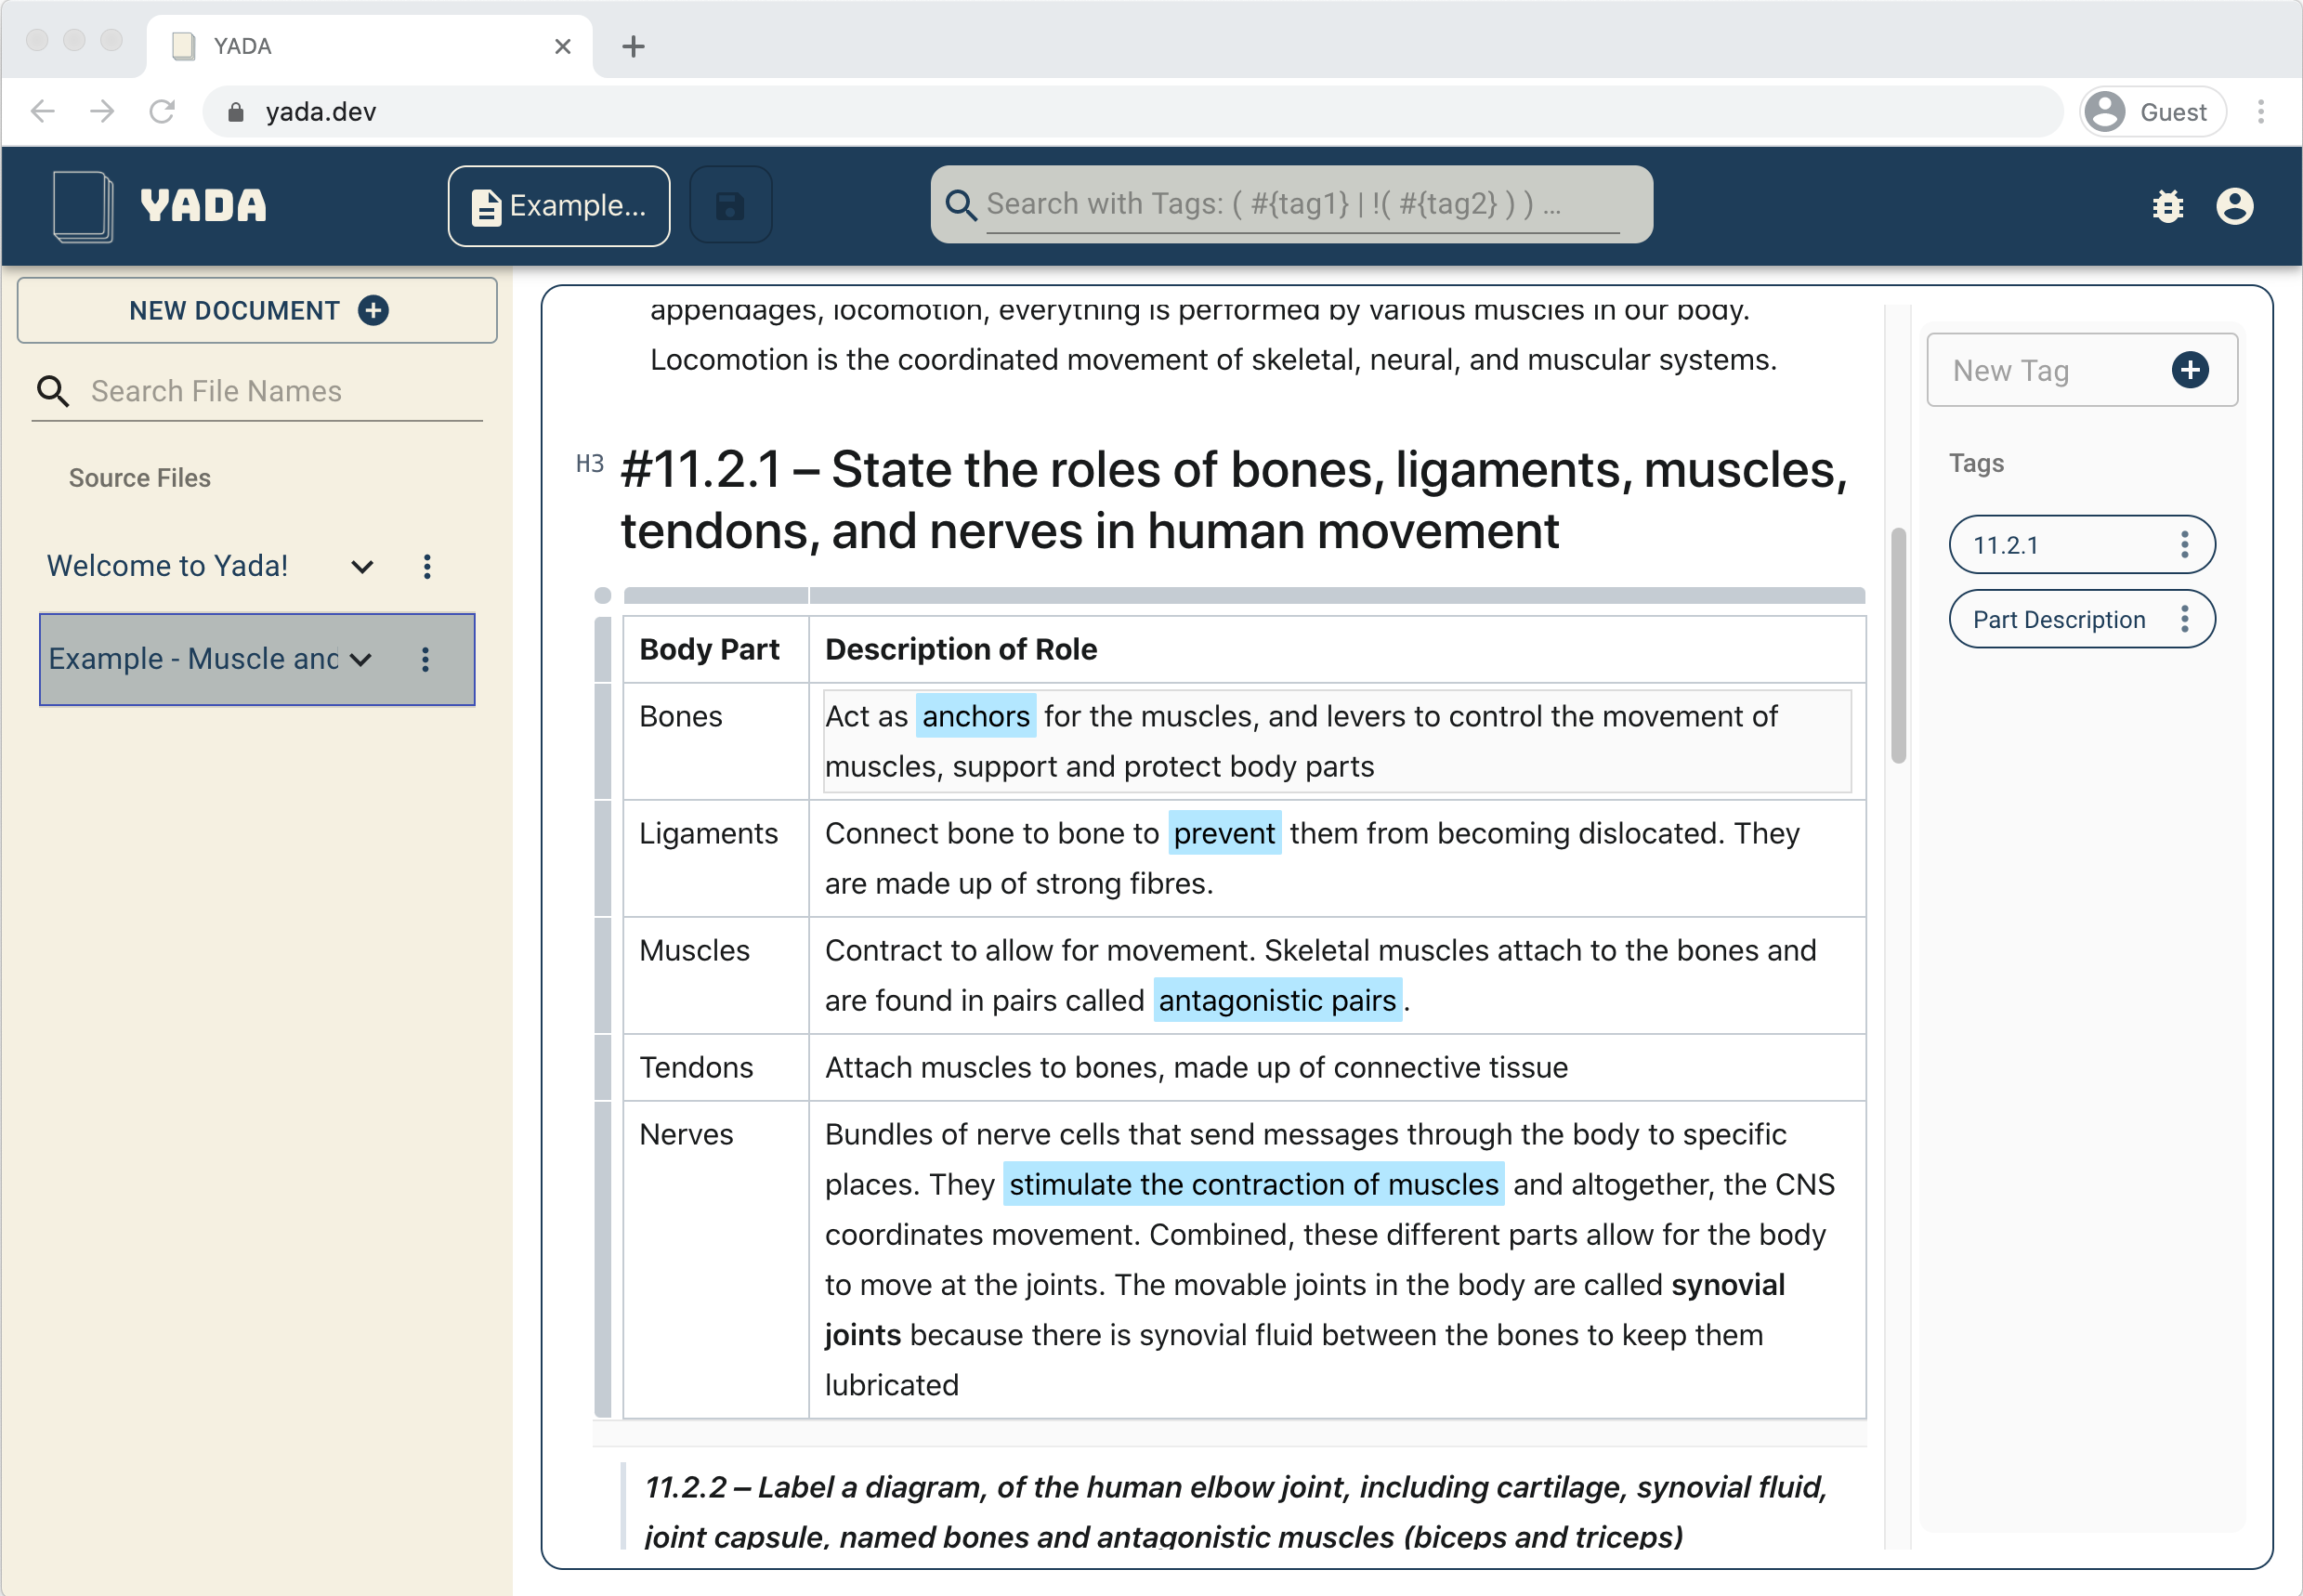 YADA
yada.dev
Guest
YADA
Example...
Search with Tags: ( #{tag1} | !( #{tag2} ) ) ...
NEW DOCUMENT
Search File Names
Source Files
Welcome to Yada!
Example - Muscle and
appendages, locomotion, everything is performed by various muscles in our body.
Locomotion is the coordinated movement of skeletal, neural, and muscular systems.
H3
#11.2.1 – State the roles of bones, ligaments, muscles,
tendons, and nerves in human movement
Body Part
Description of Role
Bones
Act as anchors for the muscles, and levers to control the movement of
muscles, support and protect body parts
Ligaments
Connect bone to bone to prevent them from becoming dislocated. They
are made up of strong fibres.
Muscles
Contract to allow for movement. Skeletal muscles attach to the bones and
are found in pairs called antagonistic pairs.
Tendons
Attach muscles to bones, made up of connective tissue
Nerves
Bundles of nerve cells that send messages through the body to specific
places. They stimulate the contraction of muscles and altogether, the CNS
coordinates movement. Combined, these different parts allow for the body
to move at the joints. The movable joints in the body are called synovial
joints because there is synovial fluid between the bones to keep them
lubricated
11.2.2 – Label a diagram, of the human elbow joint, including cartilage, synovial fluid,
joint capsule, named bones and antagonistic muscles (biceps and triceps)
New Tag
Tags
11.2.1
Part Description